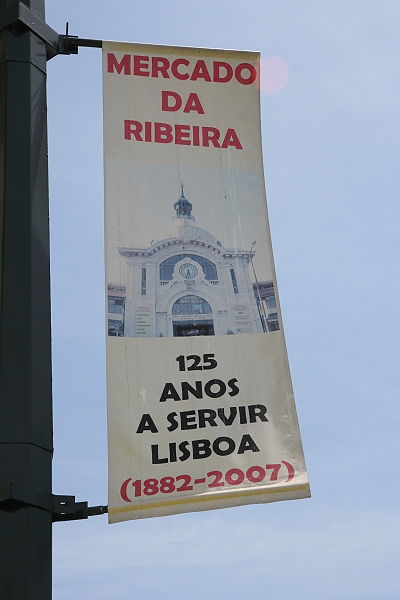 MERCADO
DA
RIBEIRA
125
ANOS
A SERVIR
LISBOA
(1882-2007)